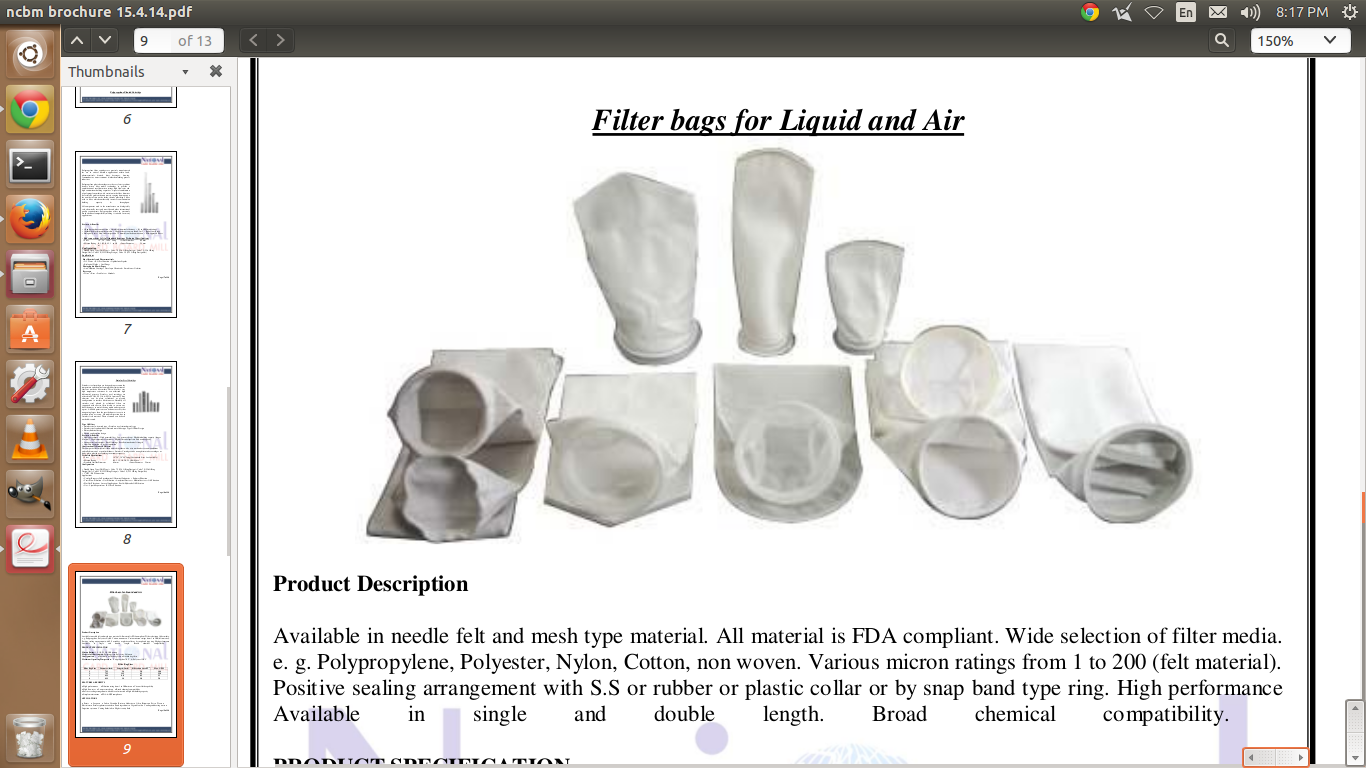 ncbm brochure 15.4.14.pdf
En
8:17 PM
9 of 13
150%
Thumbnails
6
7
8
9
Filter bags for Liquid and Air
Product Description
Available in needle felt and mesh type material. All material is FDA compliant. Wide selection of filter media.
e. g. Polypropylene, Polyester, Nylon, Cotton, non woven. Various micron ratings from 1 to 200 (felt material).
Positive sealing arrangement with S.S or rubber or plastic collar or by snap band type ring. High performance
Available in single and double length. Broad chemical compatibility.
PRODUCT SPECIFICATION